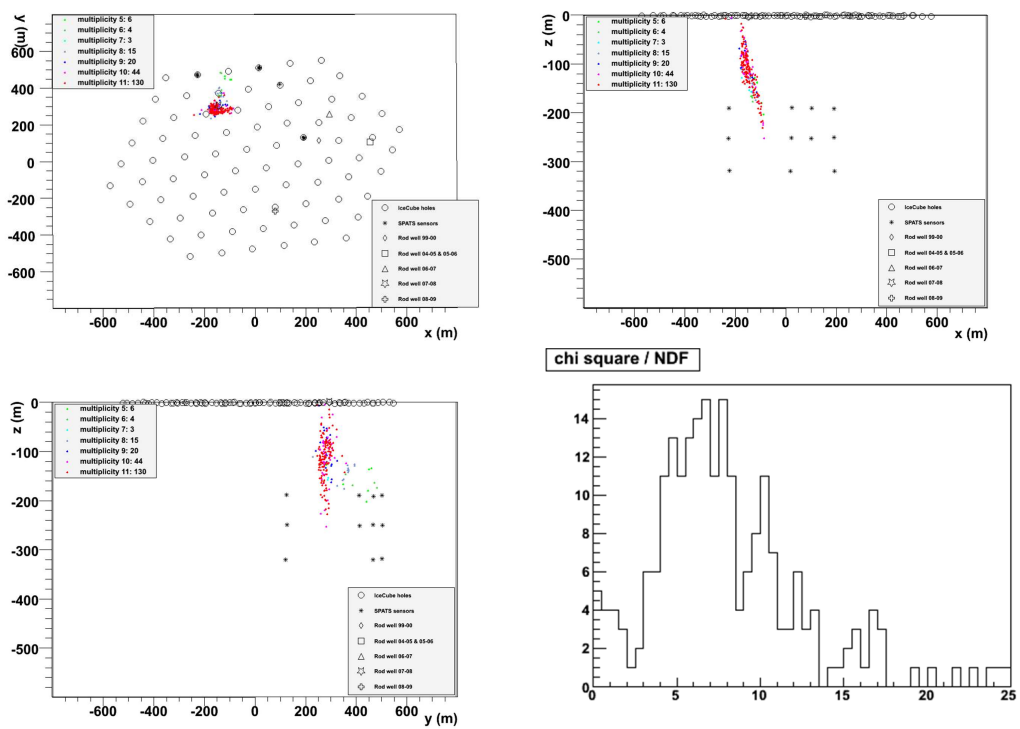 y (m)
600
400
200
0
-200
-400
-600
multiplicity 5: 6
multiplicity 6: 4
multiplicity 7: 3
multiplicity 8: 15
multiplicity 9: 20
multiplicity 10: 44
multiplicity 11: 130
IceCube holes
SPATS sensors
Rod well 99-00
Rod well 04-05 & 05-06
Rod well 06-07
Rod well 07-08
Rod well 08-09
-600 -400 -200 0 200 400 600
x (m)
z (m)
0
-100
-200
-300
-400
-500
multiplicity 5: 6
multiplicity 6: 4
multiplicity 7: 3
multiplicity 8: 15
multiplicity 9: 20
multiplicity 10: 44
multiplicity 11: 130
IceCube holes
SPATS sensors
Rod well 99-00
Rod well 04-05 & 05-06
Rod well 06-07
Rod well 07-08
Rod well 08-09
-600 -400 -200 0 200 400 600
x (m)
z (m)
0
-100
-200
-300
-400
-500
multiplicity 5: 6
multiplicity 6: 4
multiplicity 7: 3
multiplicity 8: 15
multiplicity 9: 20
multiplicity 10: 44
multiplicity 11: 130
IceCube holes
SPATS sensors
Rod well 99-00
Rod well 04-05 & 05-06
Rod well 06-07
Rod well 07-08
Rod well 08-09
-600 -400 -200 0 200 400 600
y (m)
chi square / NDF
14
12
10
8
6
4
2
0
0 5 10 15 20 25